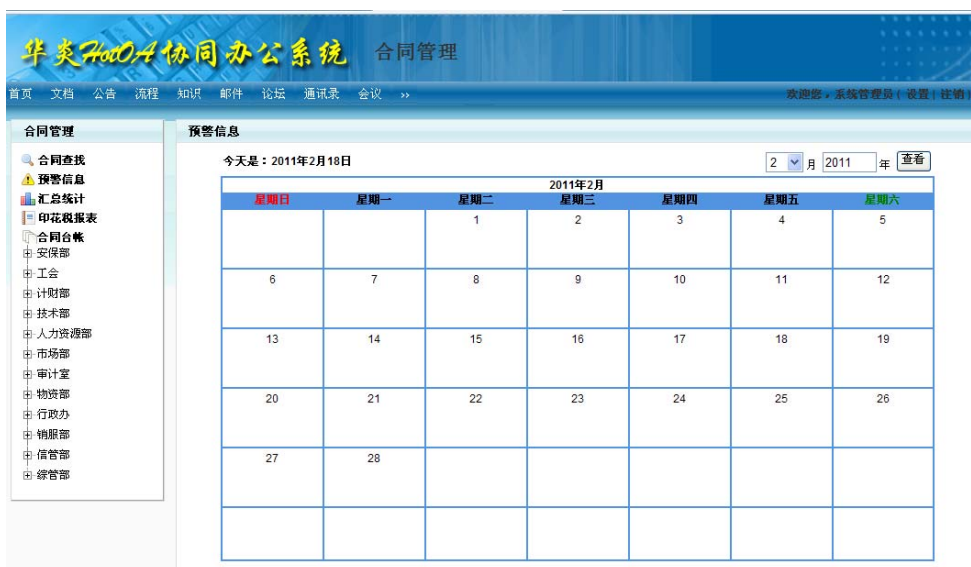 华炎HotOA协同办公系统 合同管理
首页 文档 公告 流程 知识 邮件 论坛 通讯录 会议 ›› 欢迎您，系统管理员( 设置 | 注销 |
合同管理
合同查找
预警信息
汇总统计
印花税报表
合同台帐
安保部
工会
计财部
技术部
人力资源部
市场部
审计室
物资部
行政办
销服部
信管部
综管部
预警信息
今天是：2011年2月18日 2 月 2011 年 查看
2011年2月
星期日 星期一 星期二 星期三 星期四 星期五 星期六
1 2 3 4 5
6 7 8 9 10 11 12
13 14 15 16 17 18 19
20 21 22 23 24 25 26
27 28